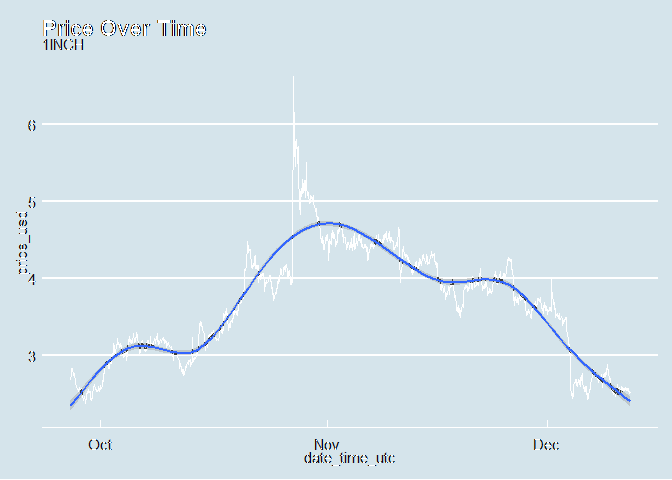 Price Over Time
1INCH
6
5
4
3
price_usd
Oct Nov Dec
date_time_utc